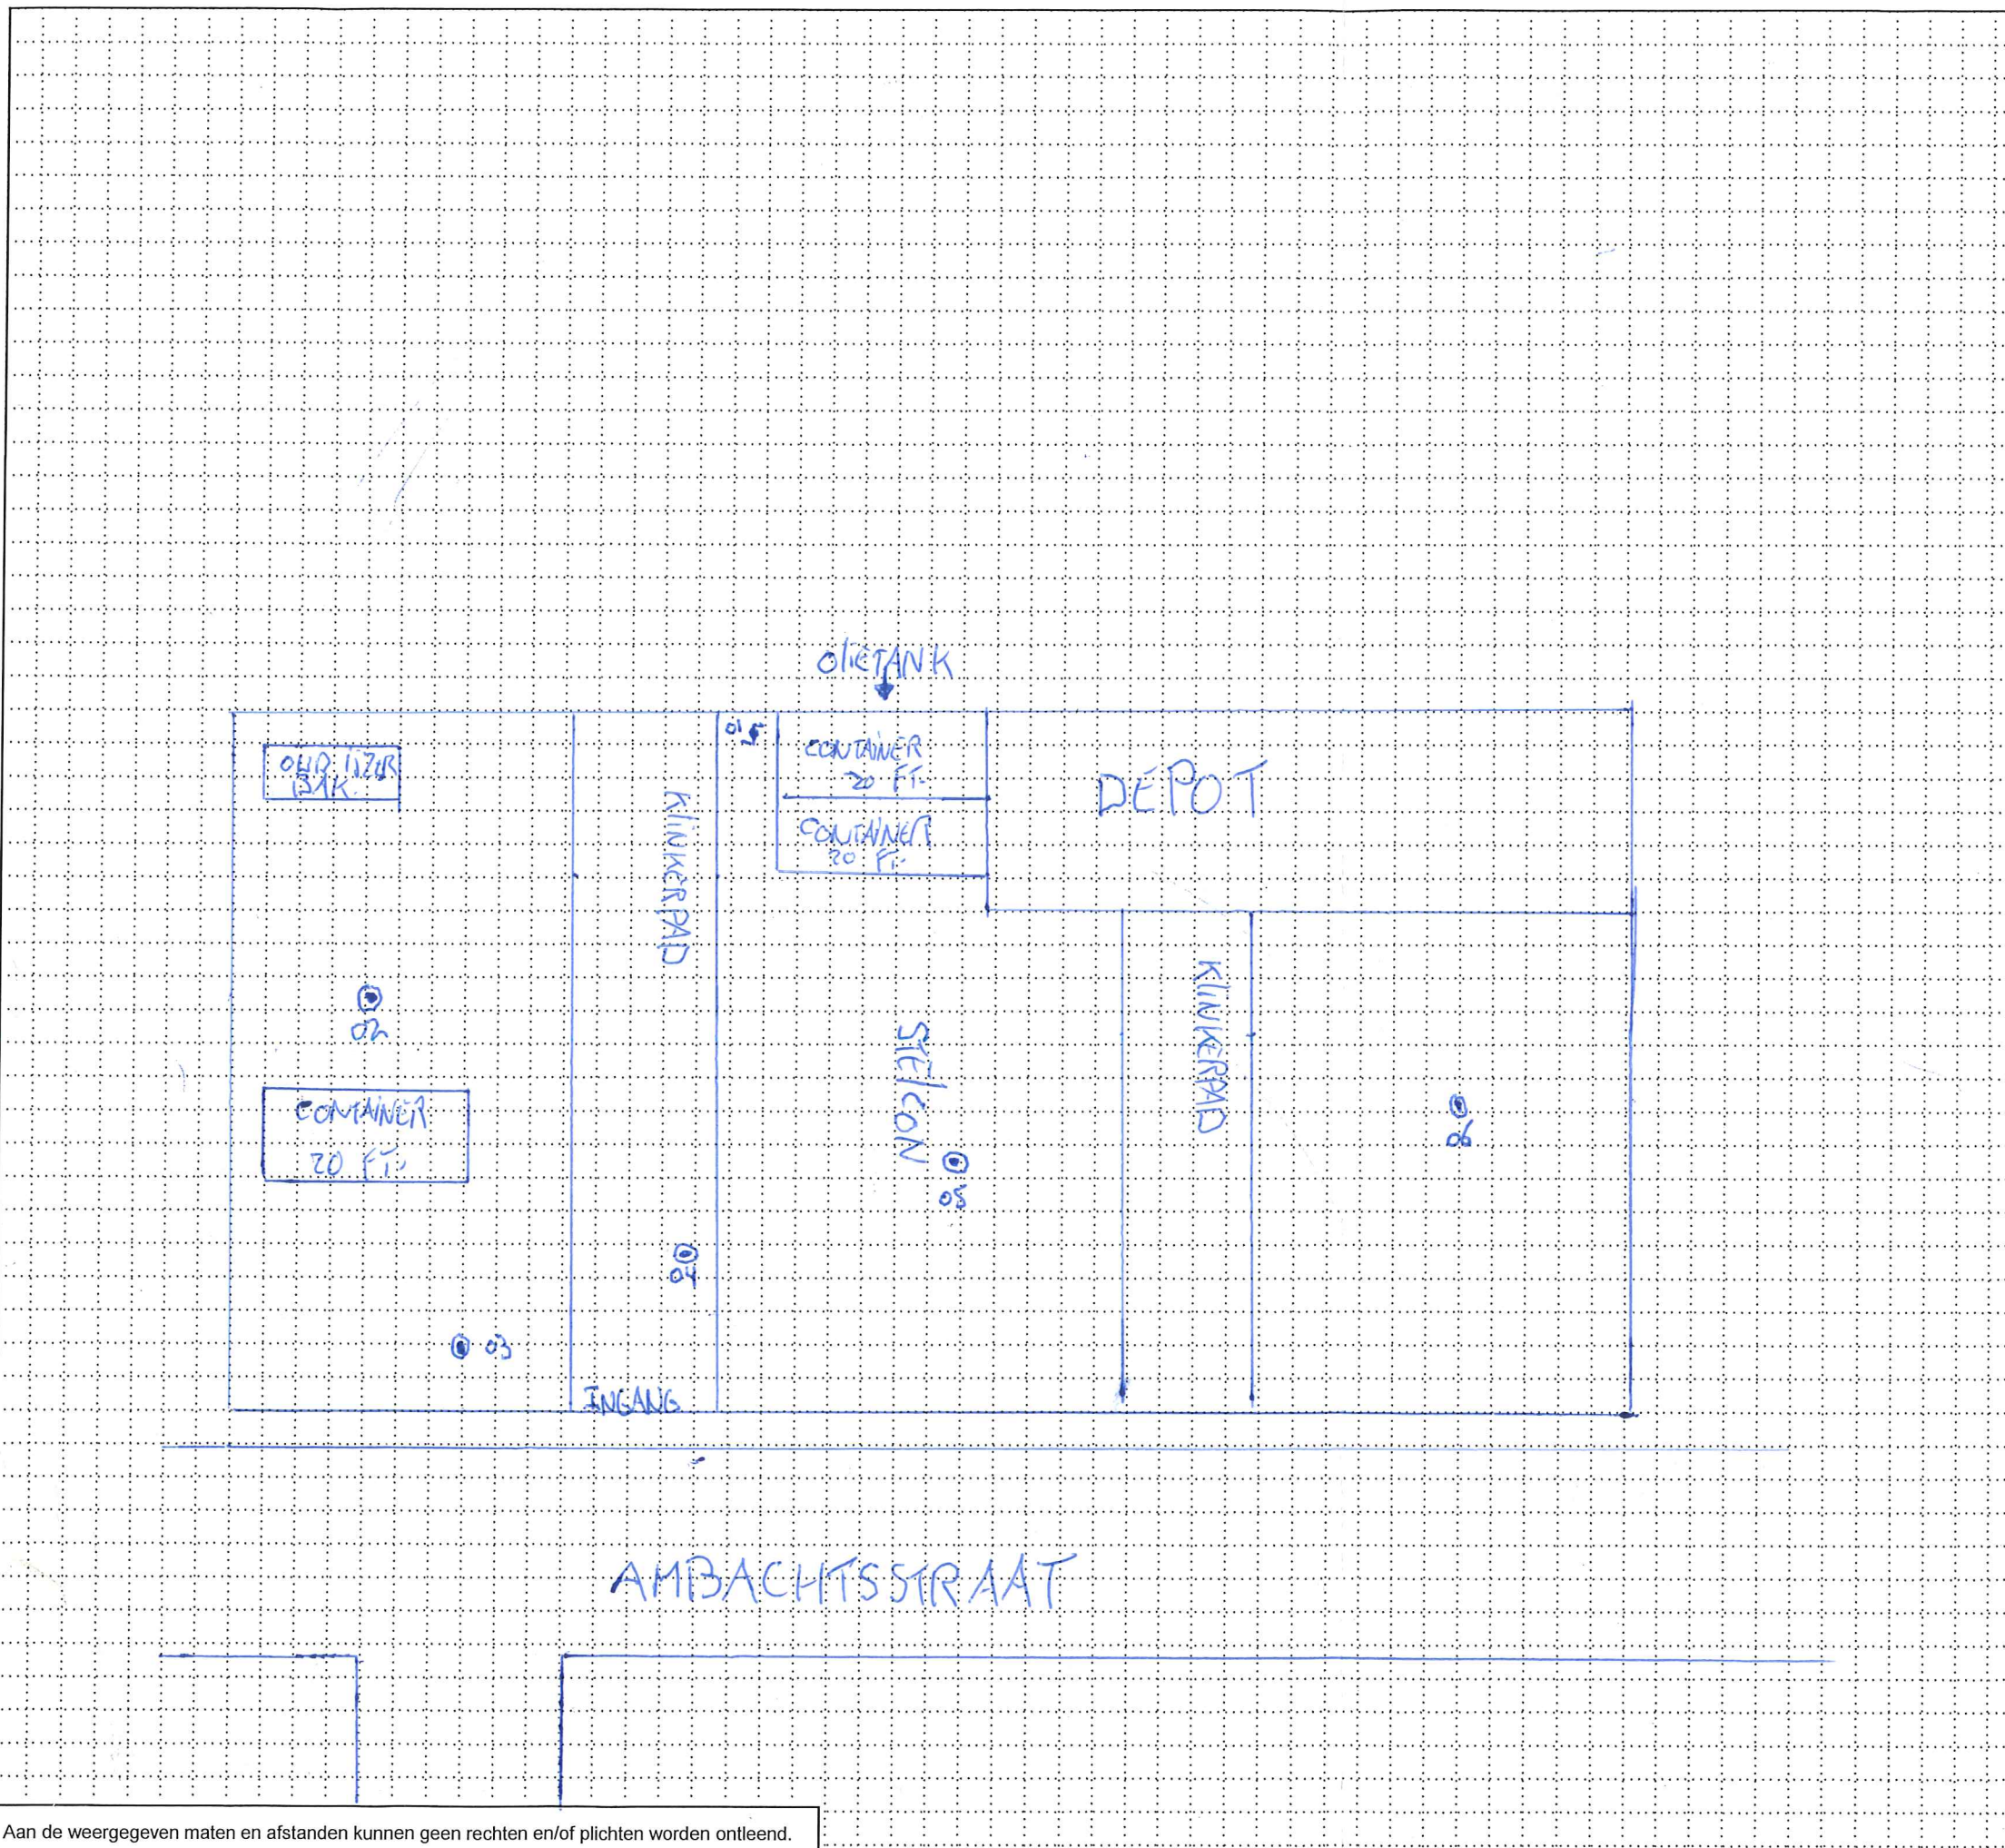 OliETANK
OUD IJZER
BAK.
01
CONTAINER
20 FT.
CONTAINER
20 FT.
DEPOT
KLINKERPAD
KLINKERPAD
02
STELCON
CONTAINER
20 FT.
06
05
04
03
INGANG
AMBACHTSSTRAAT
Aan de weergegeven maten en afstanden kunnen geen rechten en/of plichten worden ontleend.